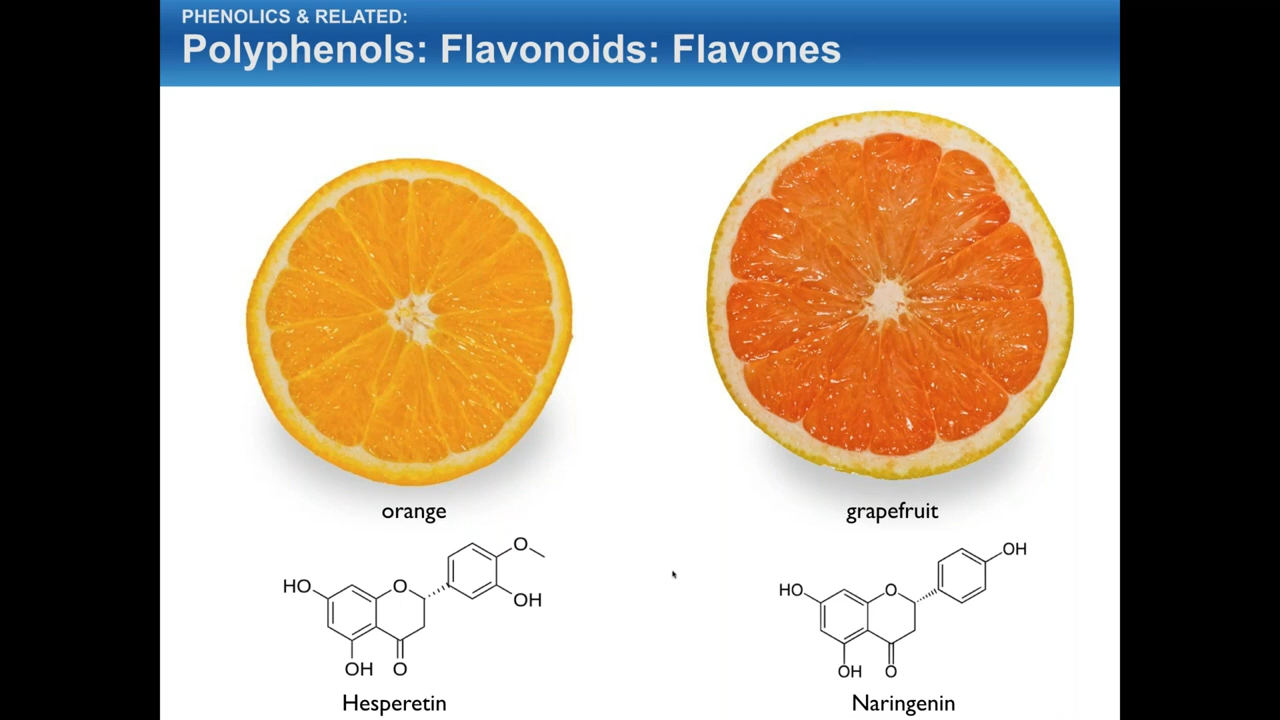 PHENOLICS & RELATED:
Polyphenols: Flavonoids: Flavones
orange
grapefruit
O
HO
O
OH
OH
O
Hesperetin
OH
HO
O
OH
O
Naringenin